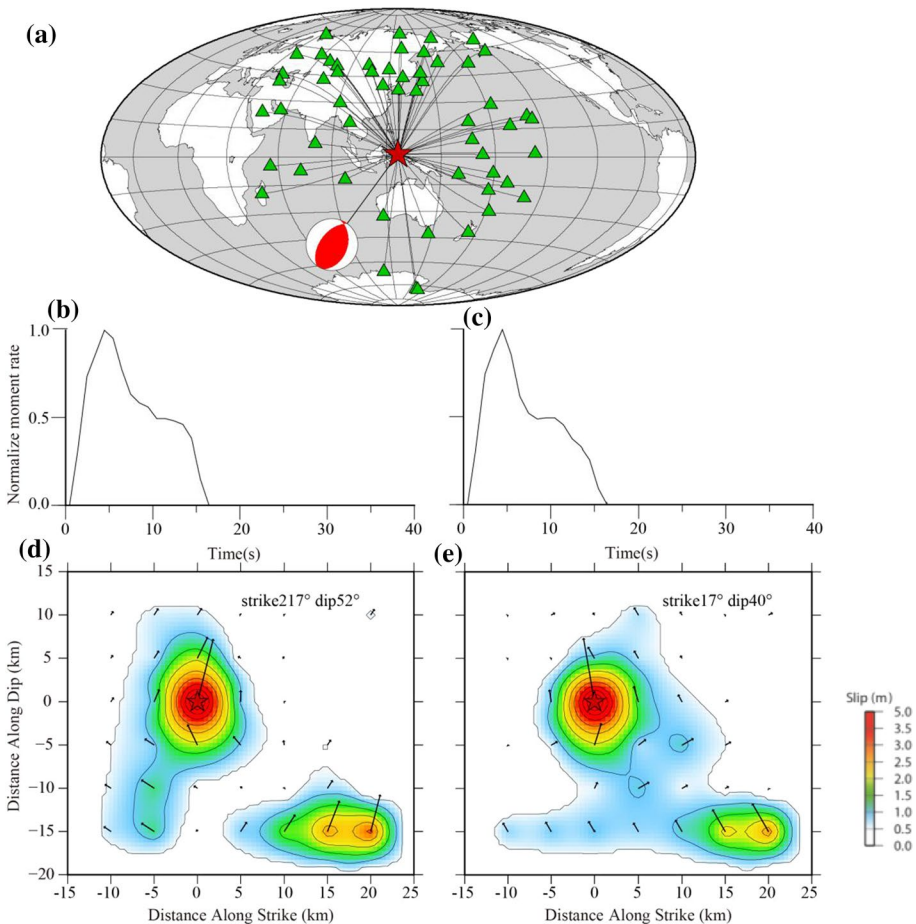 (a)
(b)
(c)
Normalize moment rate
1.0
0.5
0.0
0 10 20 30 40
0 10 20 30 40
Time(s)
Time(s)
(d)
(e)
strike217° dip52°
strike17° dip40°
Distance Along Dip (km)
15
10
5
0
−5
−10
−15
−20
−15 −10 −5 0 5 10 15 20 25
−15 −10 −5 0 5 10 15 20 25
Distance Along Strike (km)
Distance Along Strike (km)
Slip (m)
5.0
4.5
4.0
3.5
3.0
2.5
2.0
1.5
1.0
0.5
0.0